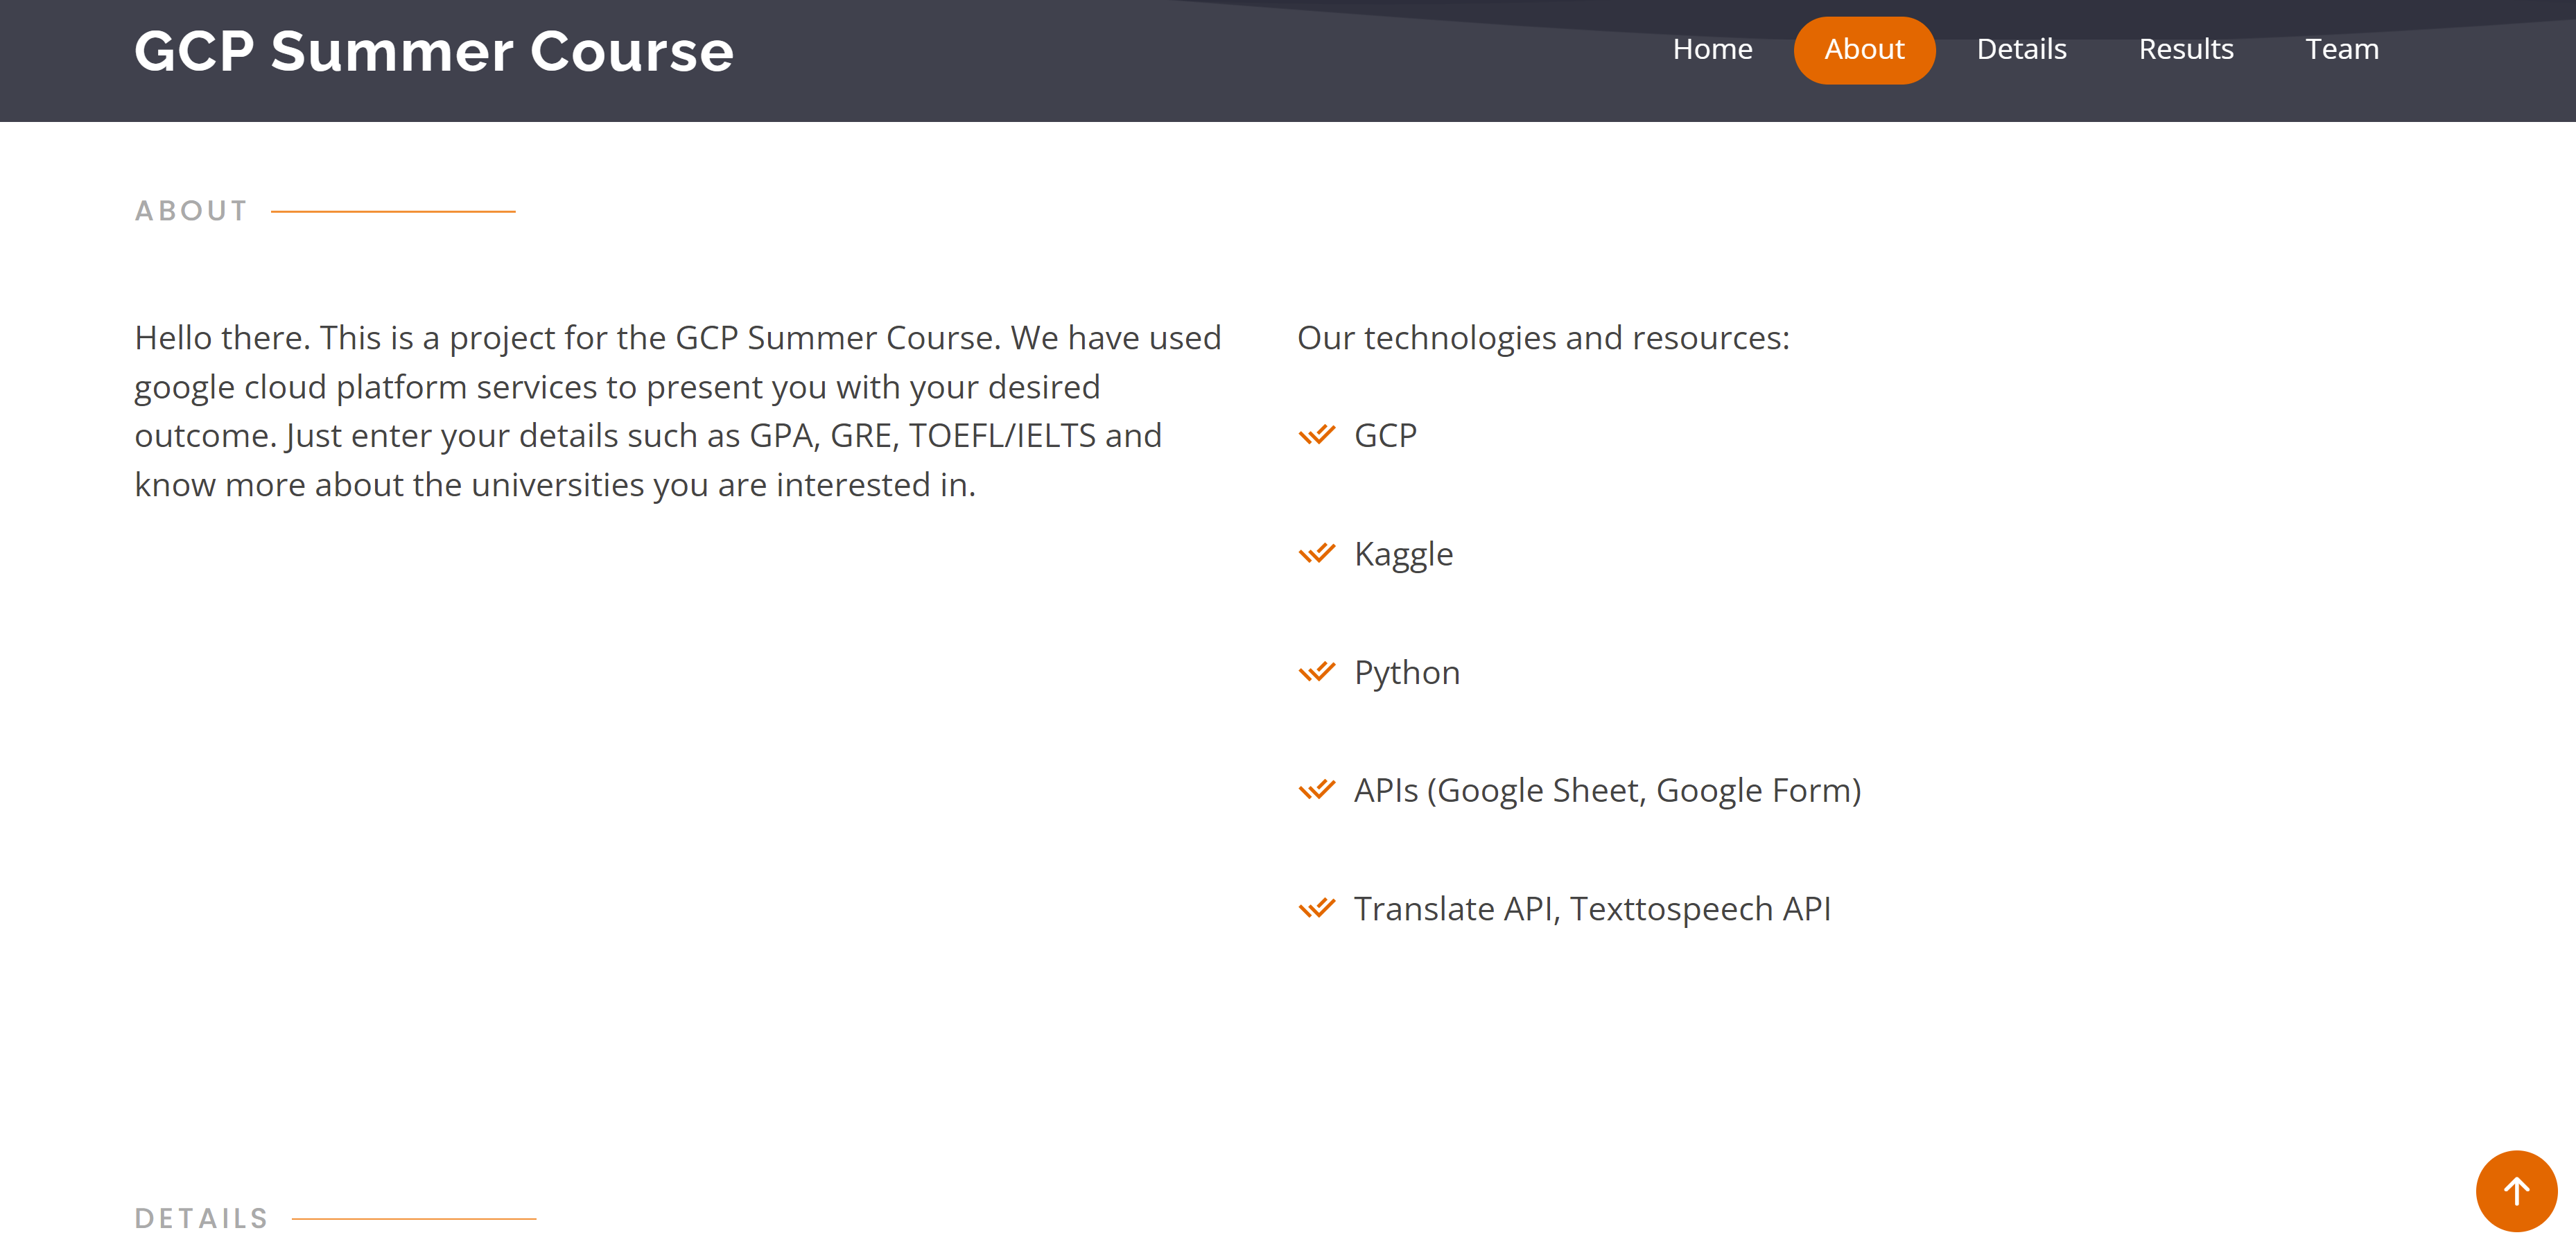 GCP Summer Course
Home
About
Details
Results
Team
ABOUT
Hello there. This is a project for the GCP Summer Course. We have used
google cloud platform services to present you with your desired
outcome. Just enter your details such as GPA, GRE, TOEFL/IELTS and
know more about the universities you are interested in.
Our technologies and resources:
GCP
Kaggle
Python
APIs (Google Sheet, Google Form)
Translate API, Texttospeech API
DETAILS